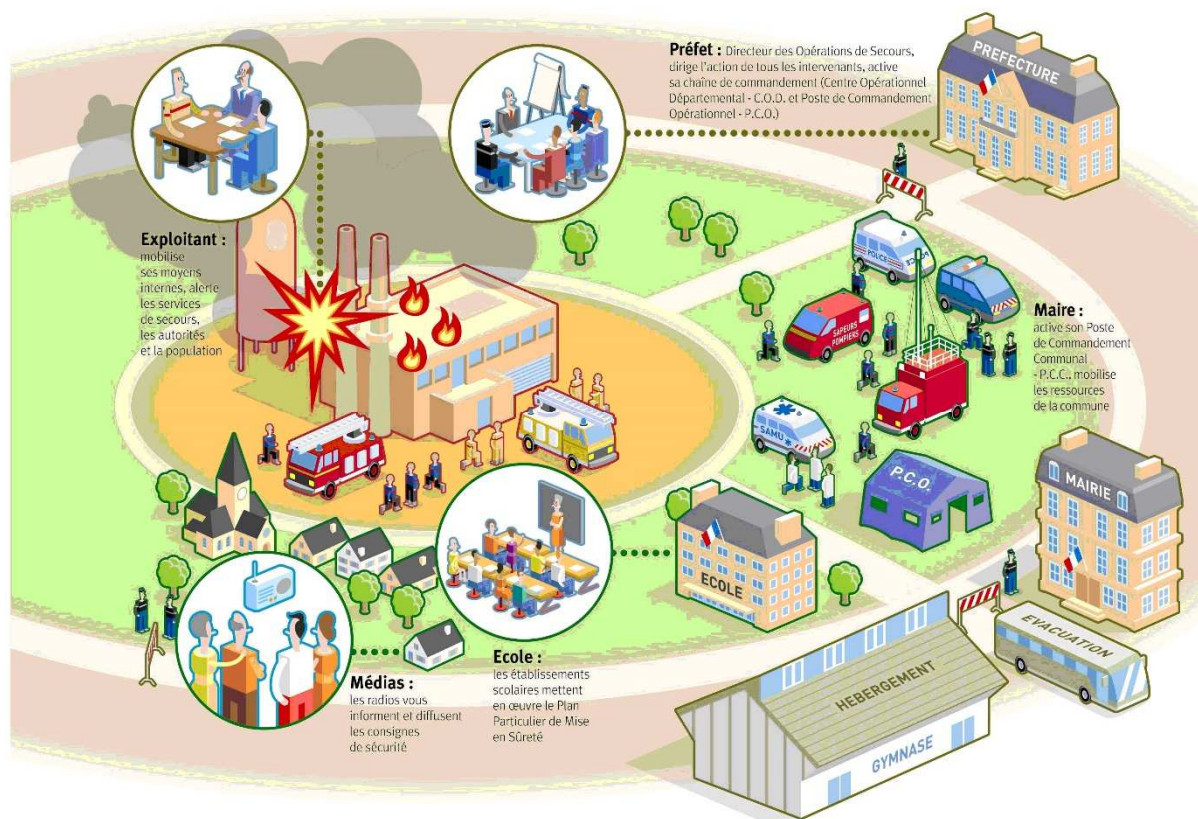 Préfet : Directeur des Opérations de Secours,
dirige l'action de tous les intervenants, active
sa chaîne de commandement (Centre Opérationnel
Départemental - C.O.D. et Poste de Commandement
Opérationnel - P.C.O.)
PREFECTURE
Exploitant :
mobilise
ses moyens
internes, alerte
les services
de secours,
les autorités
et la population
POLICE
POLICE
SAPEURS
POMPIERS
Maire :
active son Poste
de Commandement
Communal
- P.C.C., mobilise
les ressources
de la commune
SAMU
P.C.O.
MAIRIE
ECOLE
Ecole :
les établissements
scolaires mettent
en œuvre le Plan
Particulier de Mise
en Sûreté
Médias :
les radios vous
informent et diffusent
les consignes
de sécurité
EVACUATION
HEBERGEMENT
GYMNASE